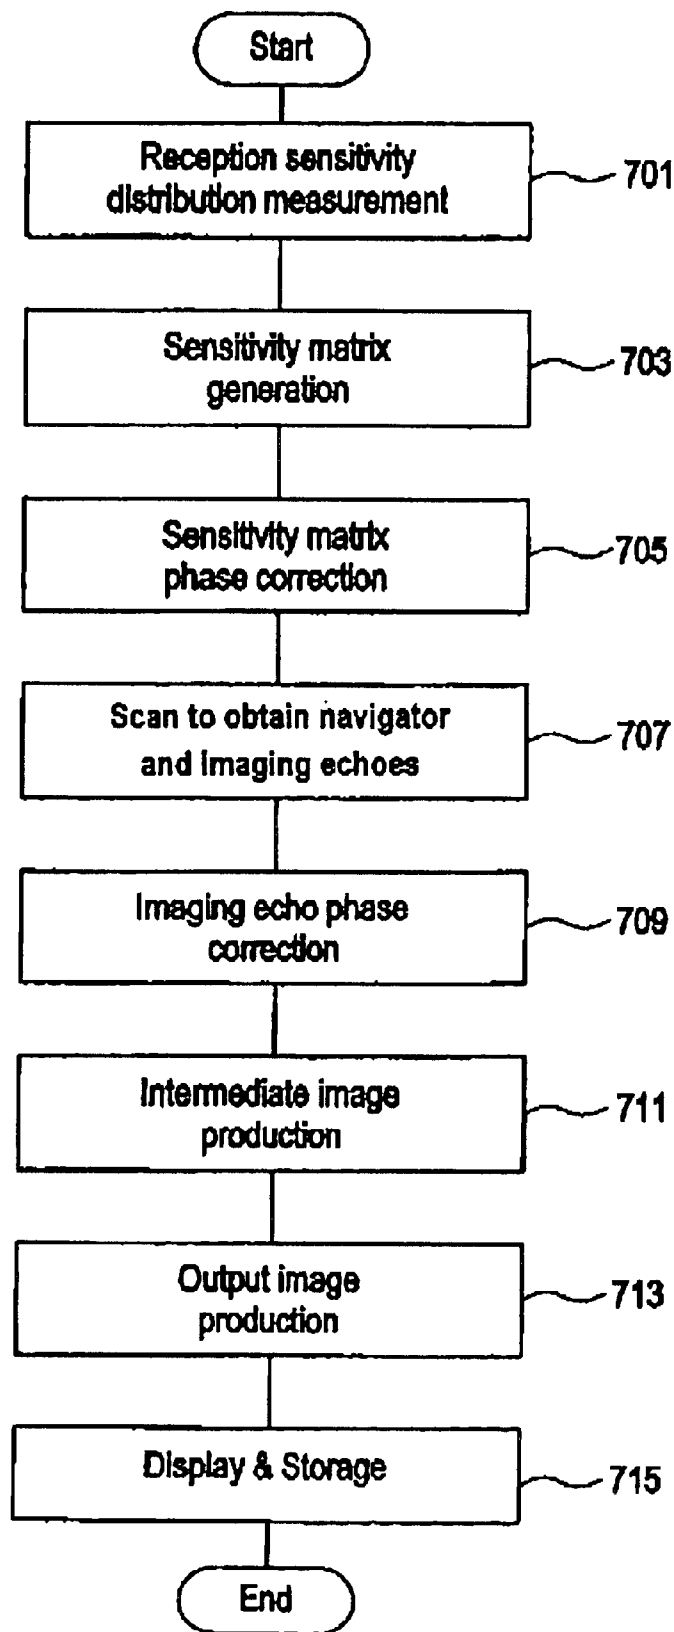 Start
Reception sensitivity
distribution measurement
701
Sensitivity matrix
generation
703
Sensitivity matrix
phase correction
705
Scan to obtain navigator
and imaging echoes
707
Imaging echo phase
correction
709
Intermediate image
production
711
Output image
production
713
Display & Storage
715
End